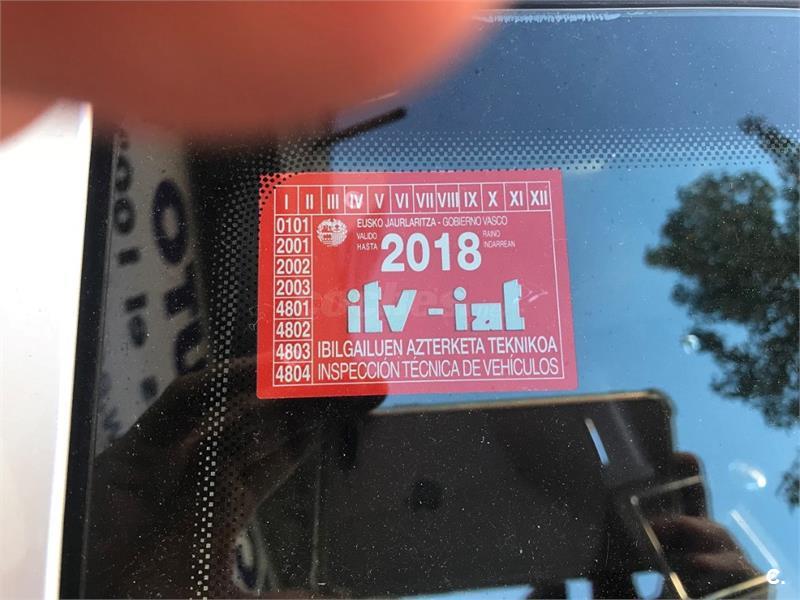 I II III IV V VI VII VIII IX X XI XII
0101
2001
2002
2003
4801
4802
4803
4804
EUSKO JAURLARITZA - GOBIERNO VASCO
VALIDO HASTA
2018
RAINO INDARREAN
itv - iat
IBILGAILUEN AZTERKETA TEKNIKOA
INSPECCIÓN TÉCNICA DE VEHÍCULOS